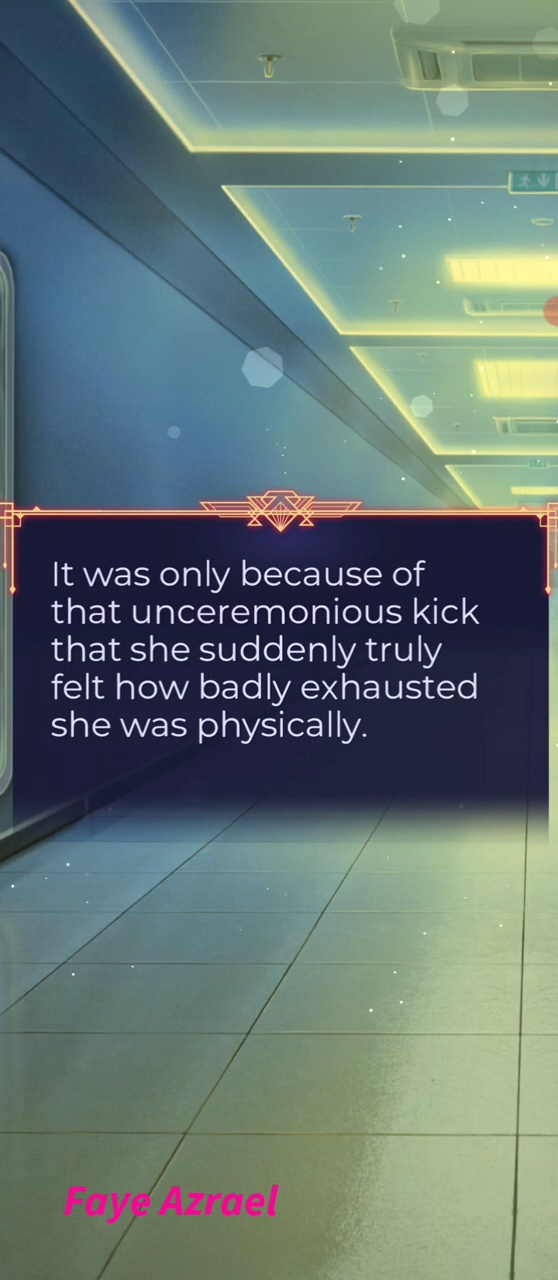 It was only because of
that unceremonious kick
that she suddenly truly
felt how badly exhausted
she was physically.
Faye Azrael